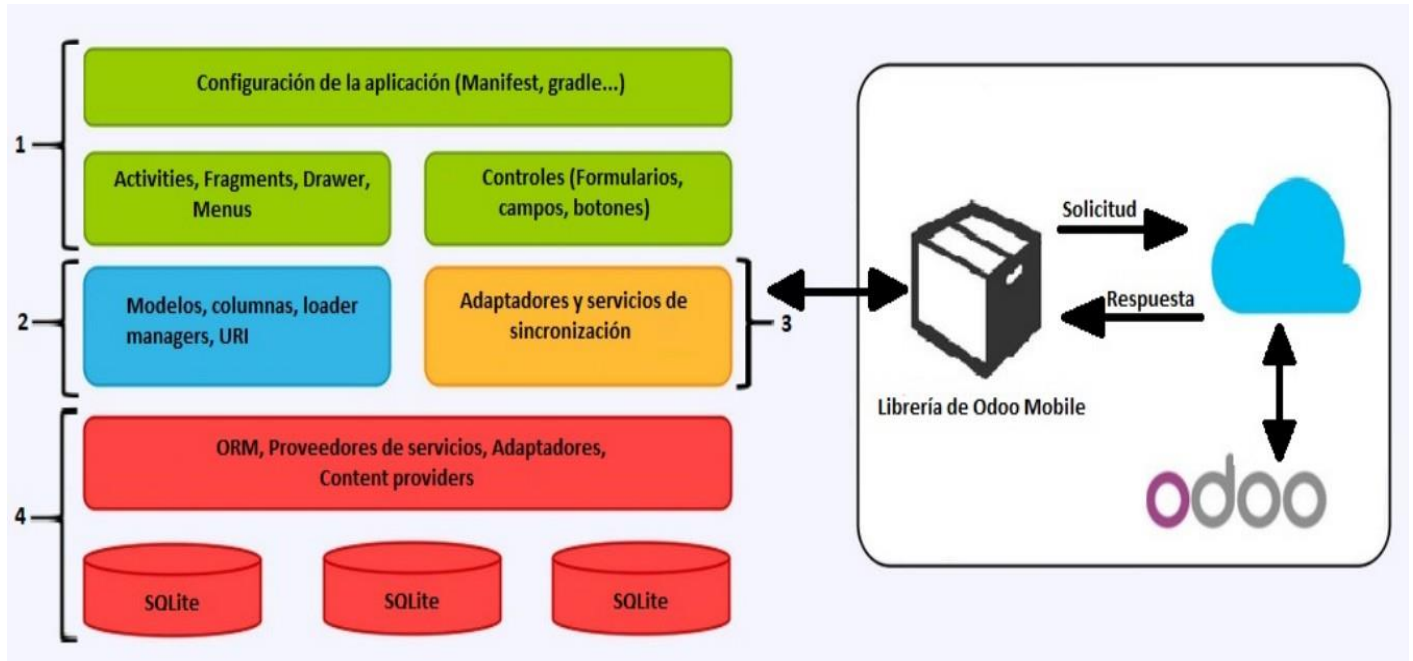 1
Configuración de la aplicación (Manifest, gradle...)
Activities, Fragments, Drawer,
Menus
Controles (Formularios,
campos, botones)
2
Modelos, columnas, loader
managers, URI
Adaptadores y servicios de
sincronización
3
4
ORM, Proveedores de servicios, Adaptadores,
Content providers
SQLite
SQLite
SQLite
Solicitud
Respuesta
Librería de Odoo Mobile
odoo